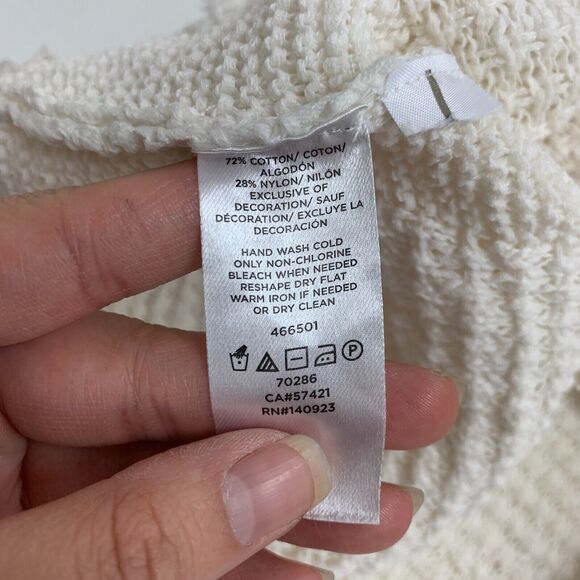 72% COTTON/ COTON/
ALGODÓN
28% NYLON/ NILÓN
EXCLUSIVE OF
DECORATION/ SAUF
DÉCORATION/ EXCLUYE LA
DECORACIÓN
HAND WASH COLD
ONLY NON-CHLORINE
BLEACH WHEN NEEDED
RESHAPE DRY FLAT
WARM IRON IF NEEDED
OR DRY CLEAN
466501
P
70286
CA#57421
RN#140923